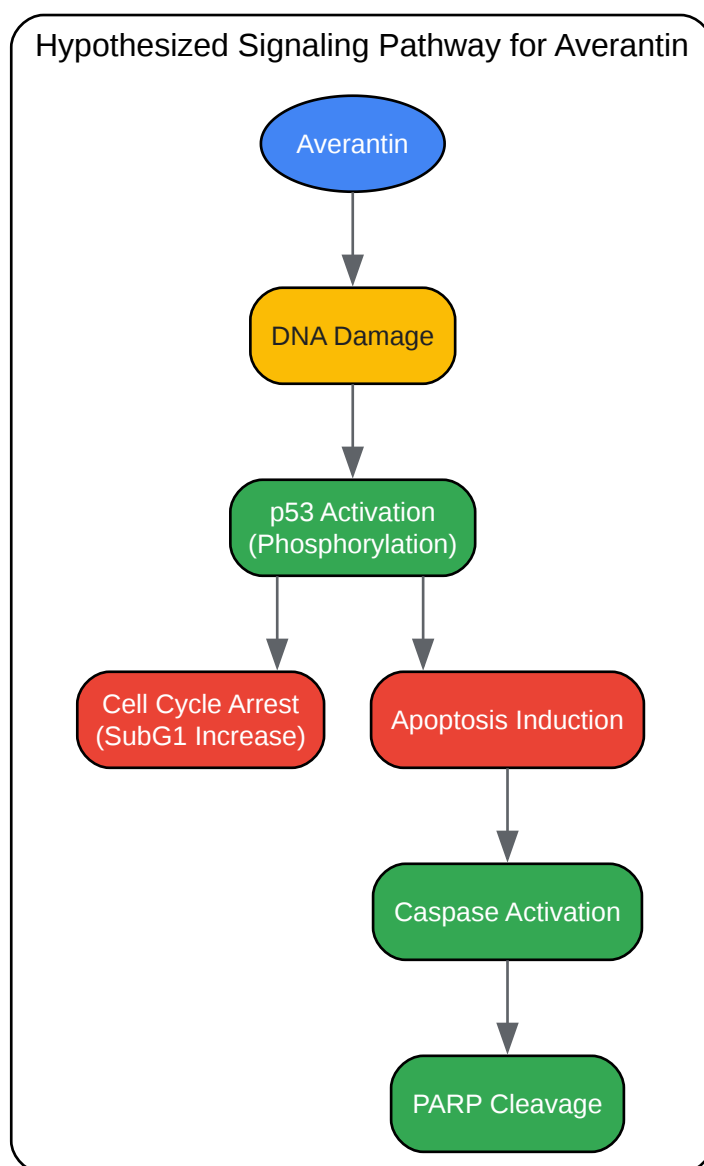 Hypothesized Signaling Pathway for Averantin
Averantin
DNA Damage
p53 Activation
(Phosphorylation)
Cell Cycle Arrest
(SubG1 Increase)
Apoptosis Induction
Caspase Activation
PARP Cleavage